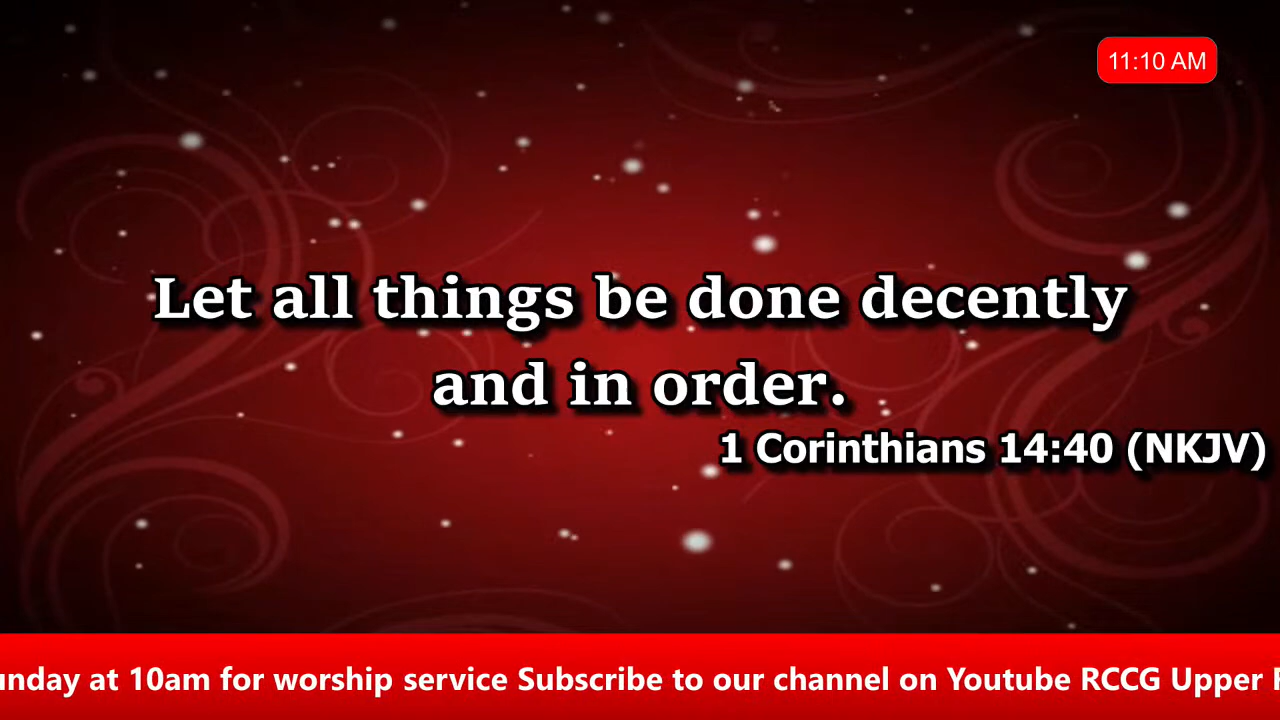 11:10 AM
Let all things be done decently
and in order.
1 Corinthians 14:40 (NKJV)
at 10am for worship service Subscribe to our channel on Youtube RCCG Upper